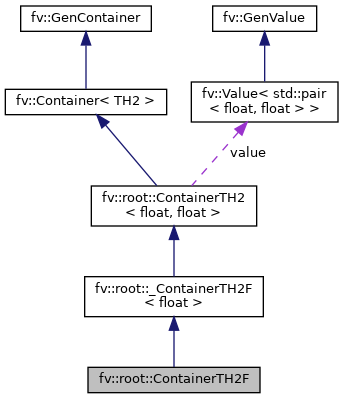 fv::GenContainer
fv::GenValue
fv::Container< TH2 >
fv::Value< std::pair
< float, float > >
value
fv::root::ContainerTH2
< float, float >
fv::root::_ContainerTH2F
< float >
fv::root::ContainerTH2F